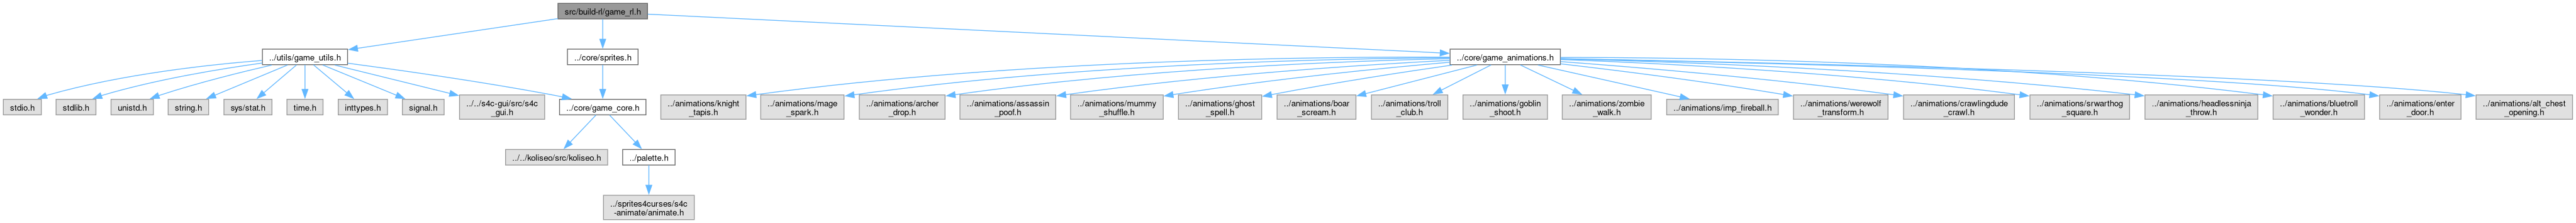 src/build-rl/game_rl.h
../utils/game_utils.h
../core/sprites.h
../core/game_animations.h
stdio.h
stdlib.h
unistd.h
string.h
sys/stat.h
time.h
inttypes.h
signal.h
../../s4c-gui/src/s4c
_gui.h
../core/game_core.h
../animations/knight
_tapis.h
../animations/mage
_spark.h
../animations/archer
_drop.h
../animations/assassin
_poof.h
../animations/mummy
_shuffle.h
../animations/ghost
_spell.h
../animations/boar
_scream.h
../animations/troll
_club.h
../animations/goblin
_shoot.h
../animations/zombie
_walk.h
../animations/imp_fireball.h
../animations/werewolf
_transform.h
../animations/crawlingdude
_crawl.h
../animations/srwarthog
_square.h
../animations/headlessninja
_throw.h
../animations/bluetroll
_wonder.h
../animations/enter
_door.h
../animations/alt_chest
_opening.h
../../koliseo/src/koliseo.h
../palette.h
../sprites4curses/s4c
-animate/animate.h